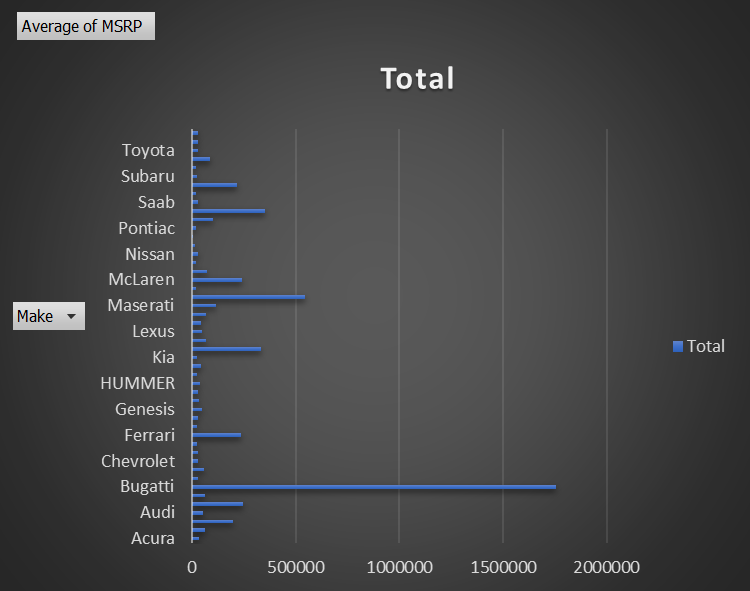 Average of MSRP
Total
Toyota
Subaru
Saab
Pontiac
Nissan
McLaren
Maserati
Make
Lexus
Total
Kia
HUMMER
Genesis
Ferrari
Chevrolet
Bugatti
Audi
Acura
0 500000 1000000 1500000 2000000